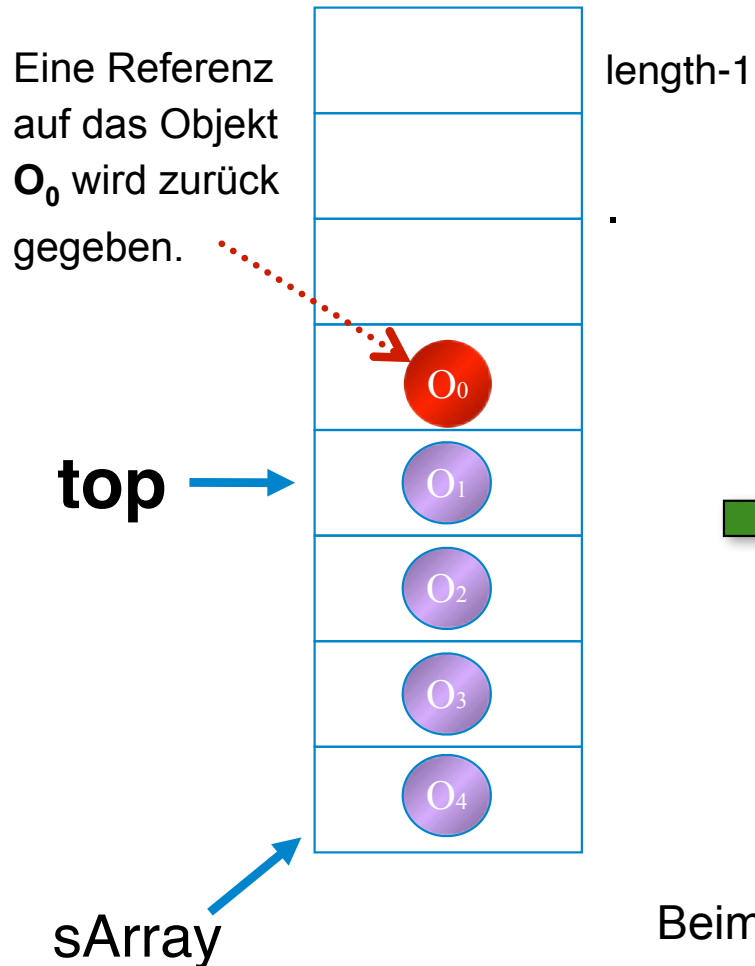 Eine Referenz
auf das Objekt
O₀ wird zurück
gegeben.
length-1
.
O₀
top
O₁
O₂
O₃
O₄
sArray
Beim